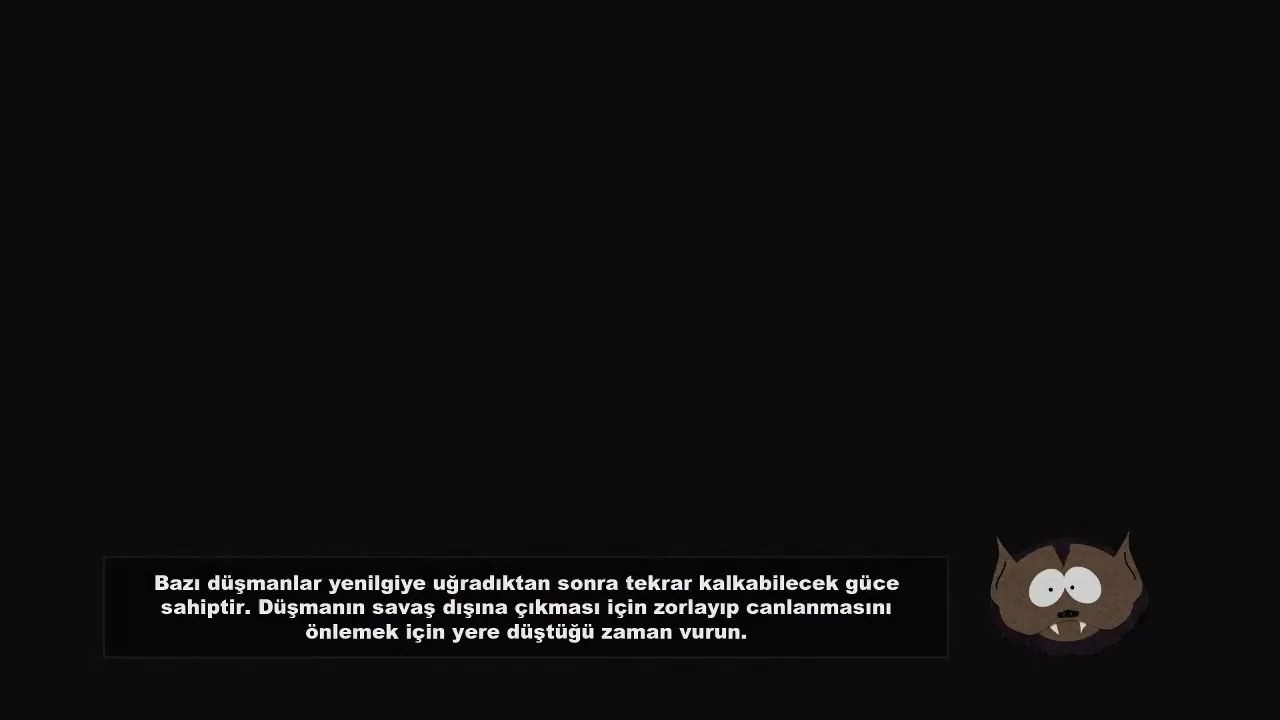 Bazı düşmanlar yenilgiye uğradıktan sonra tekrar kalkabilecek güce
sahiptir. Düşmanın savaş dışına çıkması için zorlayıp canlanmasını
önlemek için yere düştüğü zaman vurun.